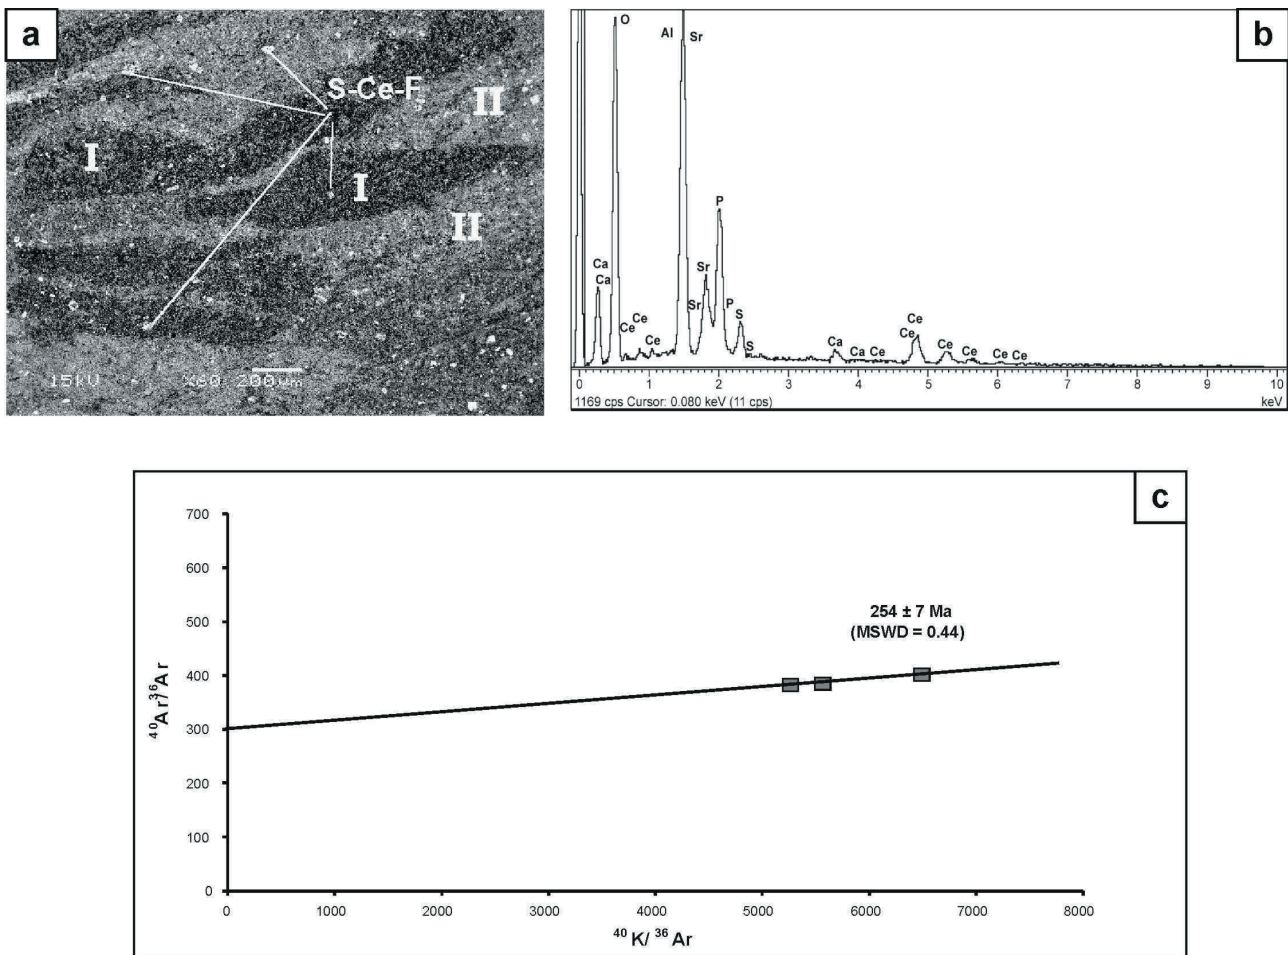 a
S-Ce-F
II
I
I
II
15kV X60 200µm
b
O
Al Sr
P
Ca
Ca
Sr
Sr
P
S
S
Ce
Ce
Ce
Ca
Ca
Ce
Ce
Ce
Ce
Ce
Ce
Ce
0 1 2 3 4 5 6 7 8 9 10
1169 cps Cursor: 0.080 keV (11 cps) keV
c
700
600
500
400
300
200
100
0
⁴⁰Ar/³⁶Ar
254 ± 7 Ma
(MSWD = 0.44)
0 1000 2000 3000 4000 5000 6000 7000 8000
⁴⁰K/ ³⁶Ar